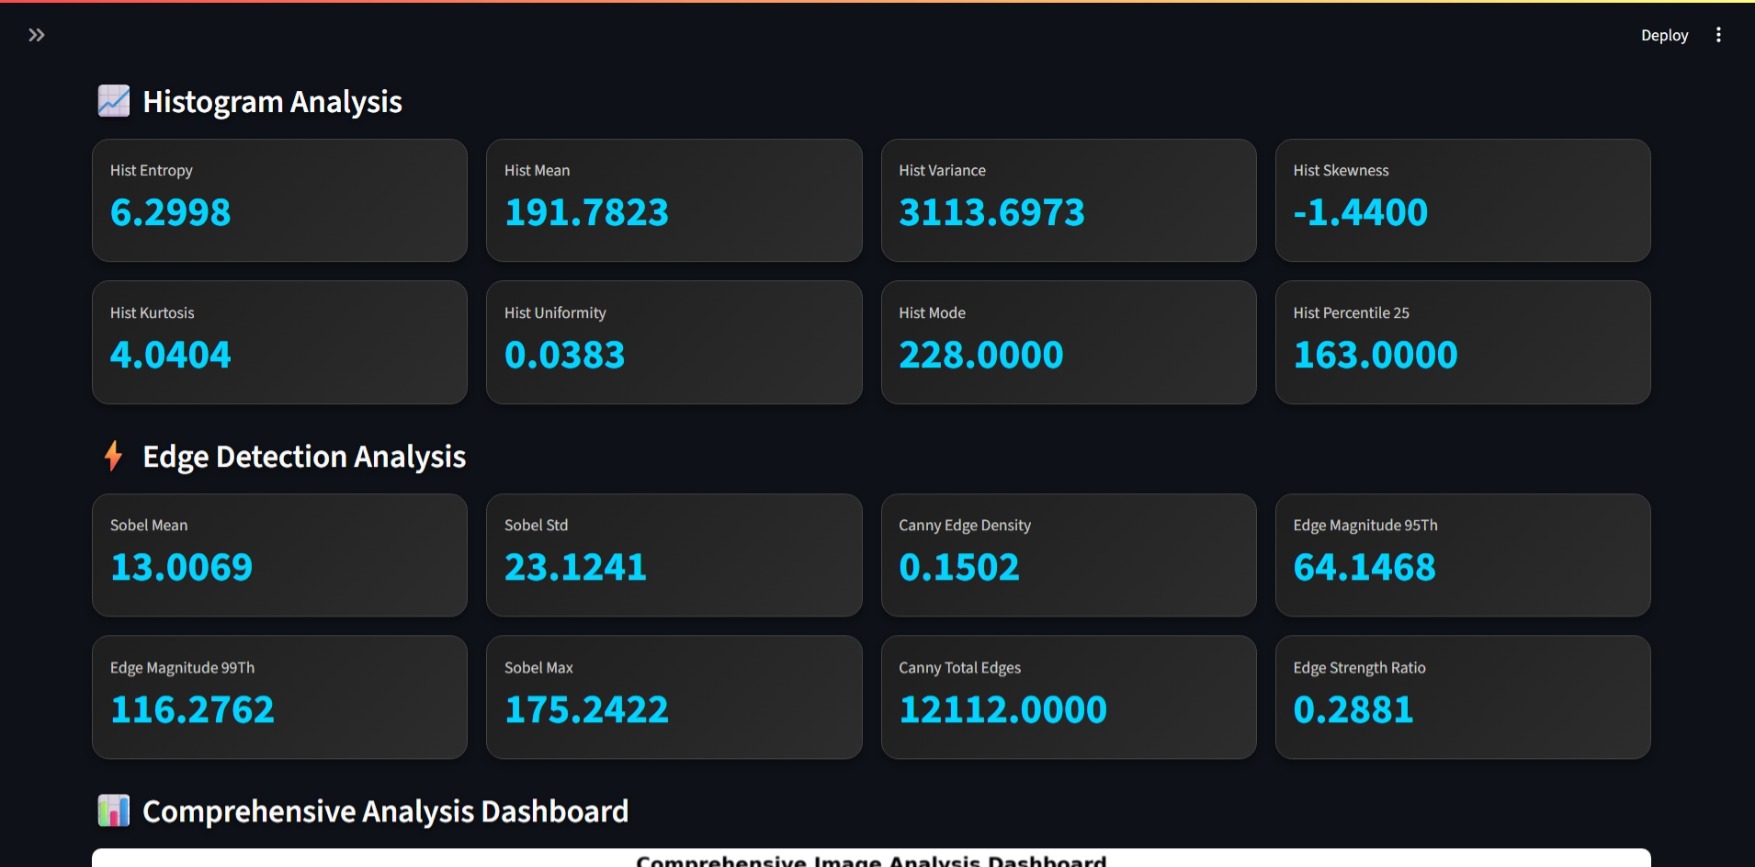 Deploy
Histogram Analysis
Hist Entropy
6.2998
Hist Mean
191.7823
Hist Variance
3113.6973
Hist Skewness
-1.4400
Hist Kurtosis
4.0404
Hist Uniformity
0.0383
Hist Mode
228.0000
Hist Percentile 25
163.0000
Edge Detection Analysis
Sobel Mean
13.0069
Sobel Std
23.1241
Canny Edge Density
0.1502
Edge Magnitude 95Th
64.1468
Edge Magnitude 99Th
116.2762
Sobel Max
175.2422
Canny Total Edges
12112.0000
Edge Strength Ratio
0.2881
Comprehensive Analysis Dashboard
Comprehensive Image Analysis Dashboard